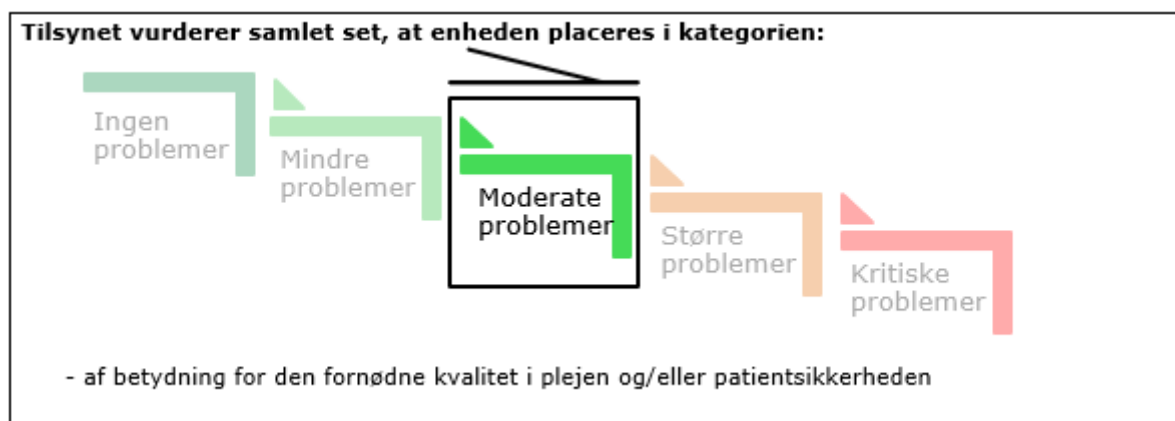 Tilsynet vurderer samlet set, at enheden placeres i kategorien:
Ingen
problemer
Mindre
problemer
Moderate
problemer
Større
problemer
Kritiske
problemer
- af betydning for den fornødne kvalitet i plejen og/eller patientsikkerheden